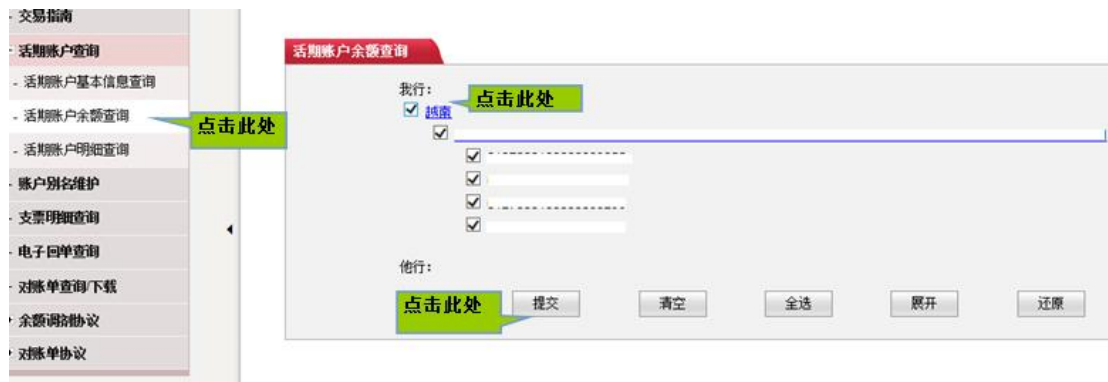 交易指南
活期账户查询
- 活期账户基本信息查询
- 活期账户余额查询
点击此处
- 活期账户明细查询
账户别名维护
支票明细查询
电子回单查询
对账单查询/下载
余额调剂协议
对账单协议
活期账户余额查询
我行：
越南
点击此处
他行：
点击此处
提交
清空
全选
展开
还原